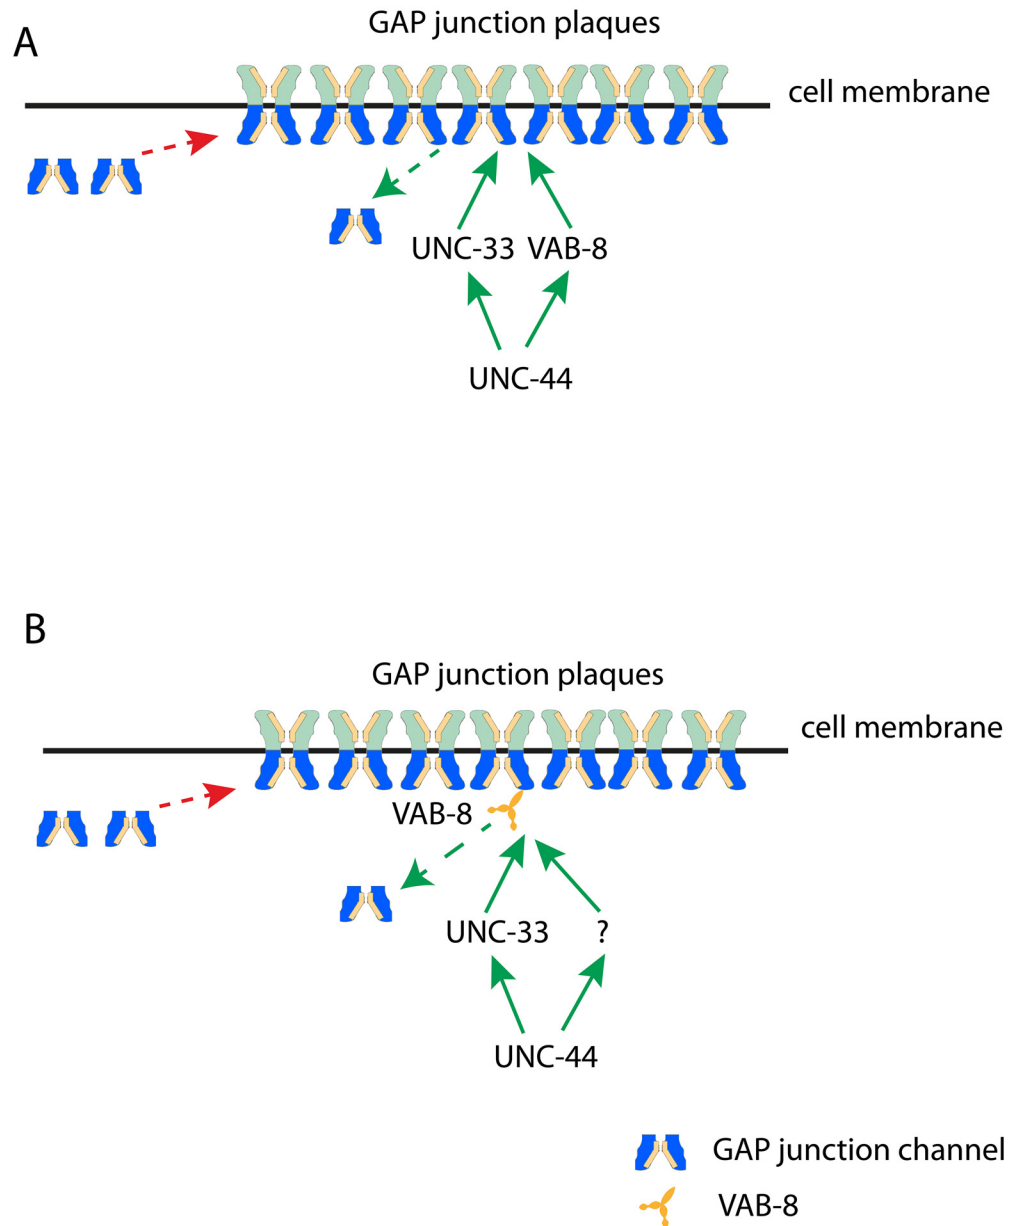 A
GAP junction plaques
cell membrane
UNC-33 VAB-8
UNC-44
B
GAP junction plaques
cell membrane
VAB-8
UNC-33 ?
UNC-44
GAP junction channel
VAB-8